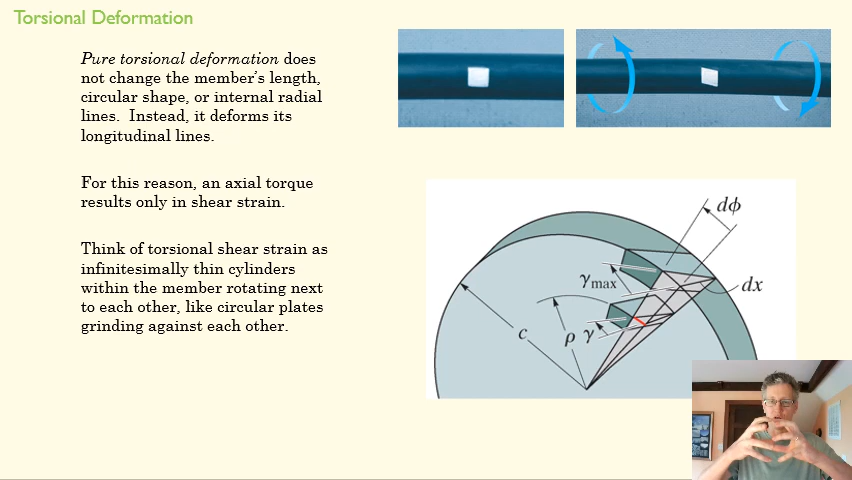 Torsional Deformation
Pure torsional deformation does
not change the member's length,
circular shape, or internal radial
lines.  Instead, it deforms its
longitudinal lines.
For this reason, an axial torque
results only in shear strain.
Think of torsional shear strain as
infinitesimally thin cylinders
within the member rotating next
to each other, like circular plates
grinding against each other.
dϕ
γmax
dx
c
ρ
γ